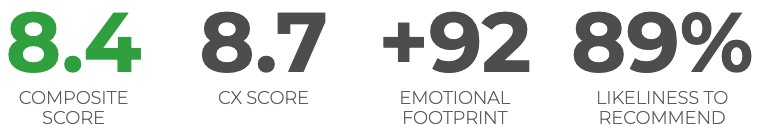 8.4 8.7 +92 89%
COMPOSITE CX SCORE EMOTIONAL LIKELINESS TO
SCORE FOOTPRINT RECOMMEND